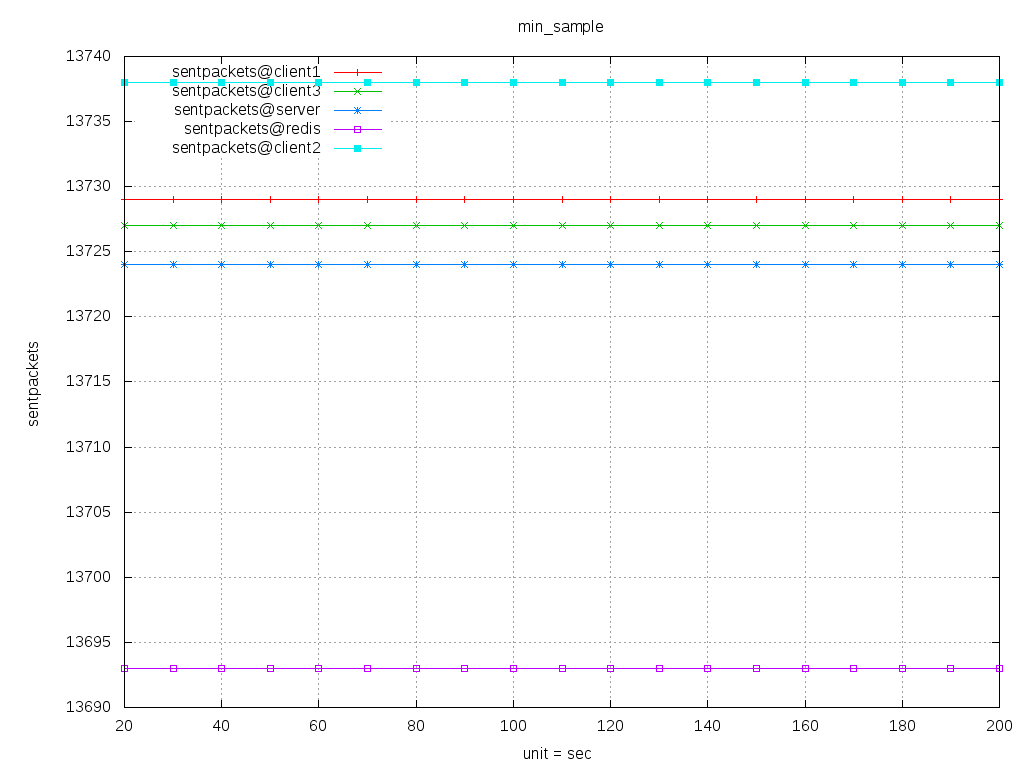 min_sample
13740
13735
13730
13725
13720
13715
13710
13705
13700
13695
13690
sentpackets@client1
sentpackets@client3
sentpackets@server
sentpackets@redis
sentpackets@client2
sentpackets
20 40 60 80 100 120 140 160 180 200
unit = sec